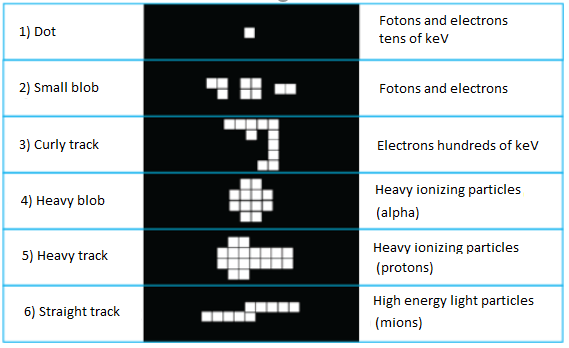 1) Dot
Fotons and electrons
tens of keV
2) Small blob
Fotons and electrons
3) Curly track
Electrons hundreds of keV
4) Heavy blob
Heavy ionizing particles
(alpha)
5) Heavy track
Heavy ionizing particles
(protons)
6) Straight track
High energy light particles
(mions)